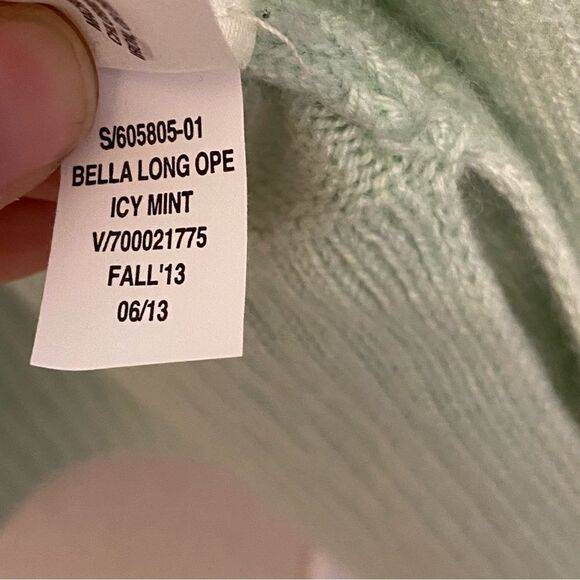 S/605805-01
BELLA LONG OPE
ICY MINT
V/700021775
FALL'13
06/13